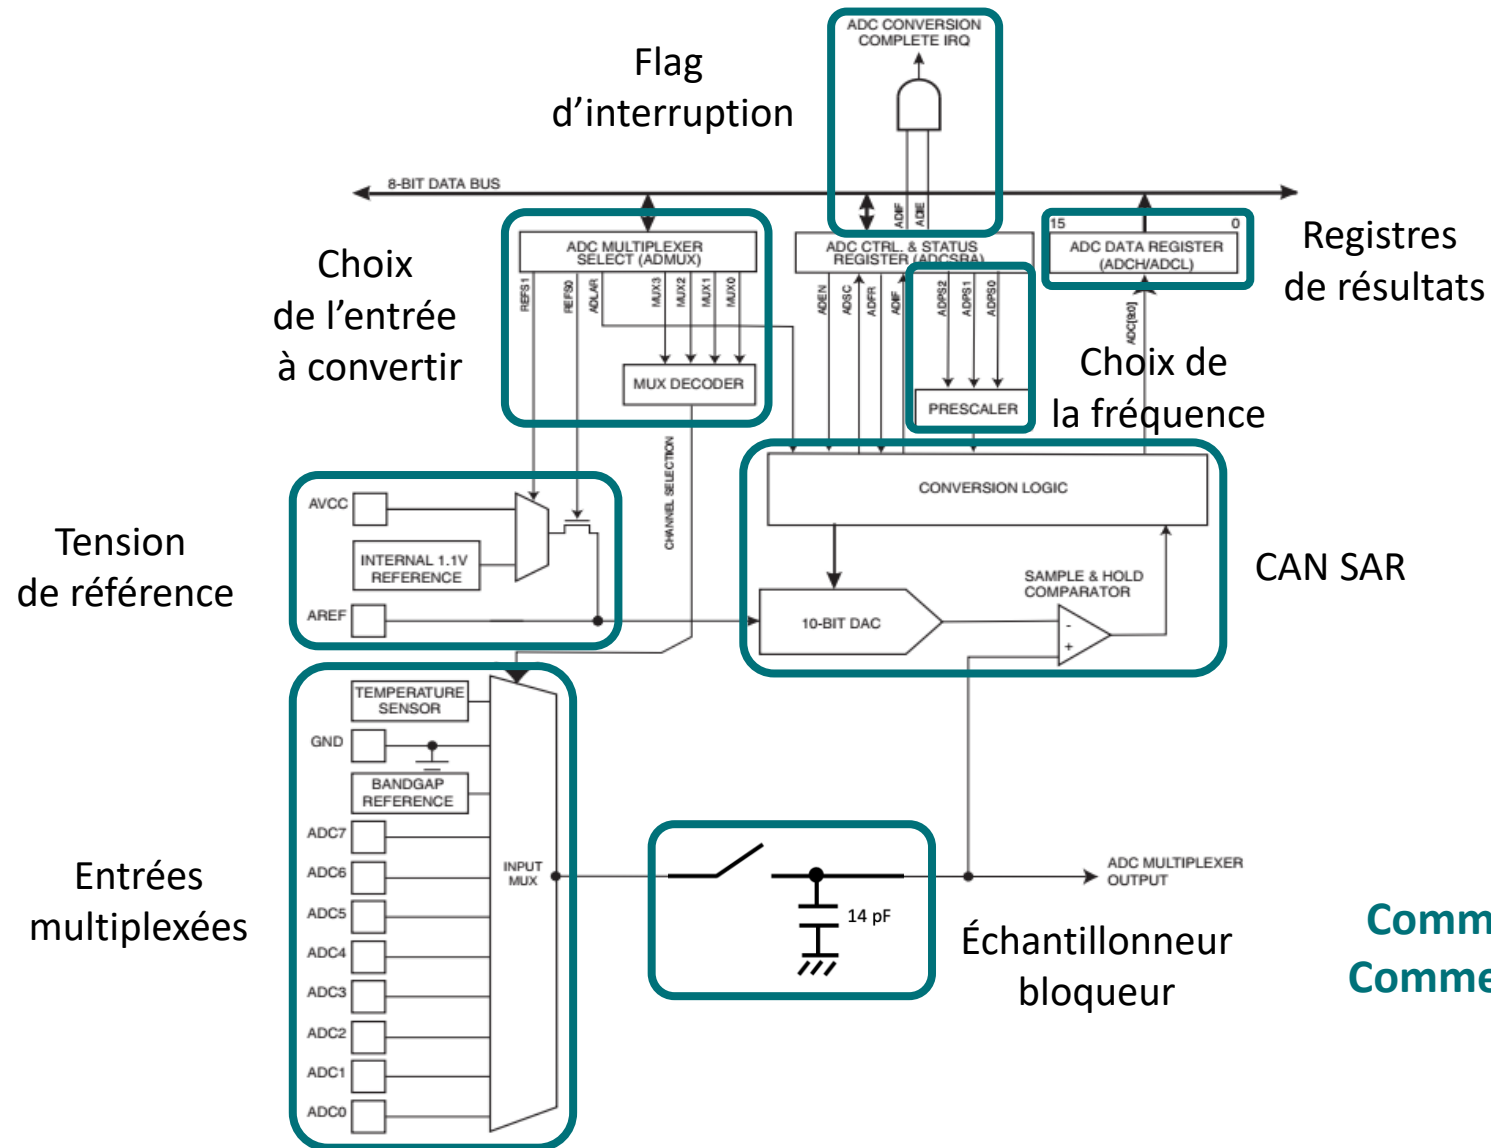 ADC CONVERSION
COMPLETE IRQ
Flag
d’interruption
8-BIT DATA BUS
ADIF
ADIE
15
0
ADC MULTIPLEXER
SELECT (ADMUX)
ADC CTRL. & STATUS
REGISTER (ADCSRA)
ADC DATA REGISTER
(ADCH/ADCL)
Registres
de résultats
Choix
de l’entrée
à convertir
REFS1
REFS0
ADLAR
MUX3
MUX2
MUX1
MUX0
ADEN
ADSC
ADFR
ADIF
ADPS2
ADPS1
ADPS0
ADC[9:0]
MUX DECODER
PRESCALER
Choix de
la fréquence
CHANNEL SELECTION
CONVERSION LOGIC
AVCC
INTERNAL 1.1V
REFERENCE
AREF
Tension
de référence
SAMPLE & HOLD
COMPARATOR
10-BIT DAC
-
+
CAN SAR
TEMPERATURE
SENSOR
GND
BANDGAP
REFERENCE
ADC7
ADC6
ADC5
ADC4
ADC3
ADC2
ADC1
ADC0
INPUT
MUX
Entrées
multiplexées
14 pF
ADC MULTIPLEXER
OUTPUT
Échantillonneur
bloqueur
Comm
Comme